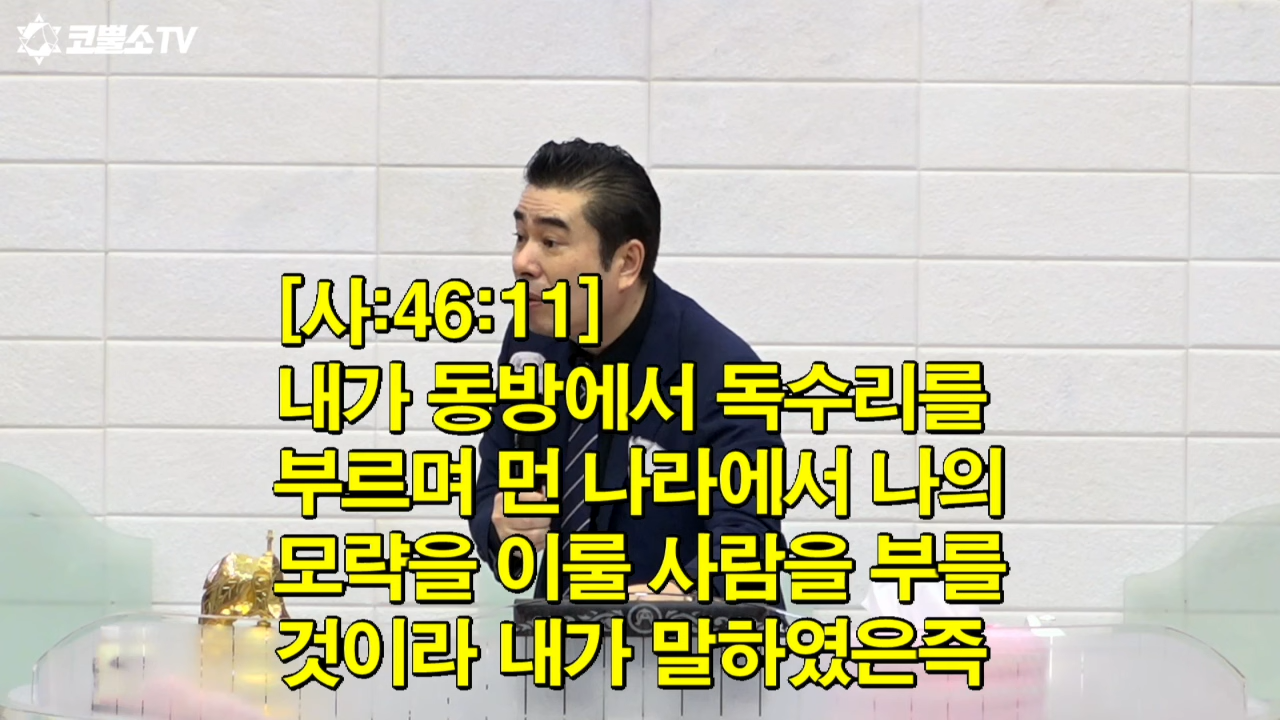 코뿔소TV
[사:46:11]
내가 동방에서 독수리를
부르며 먼 나라에서 나의
모략을 이룰 사람을 부를
것이라 내가 말하였은즉